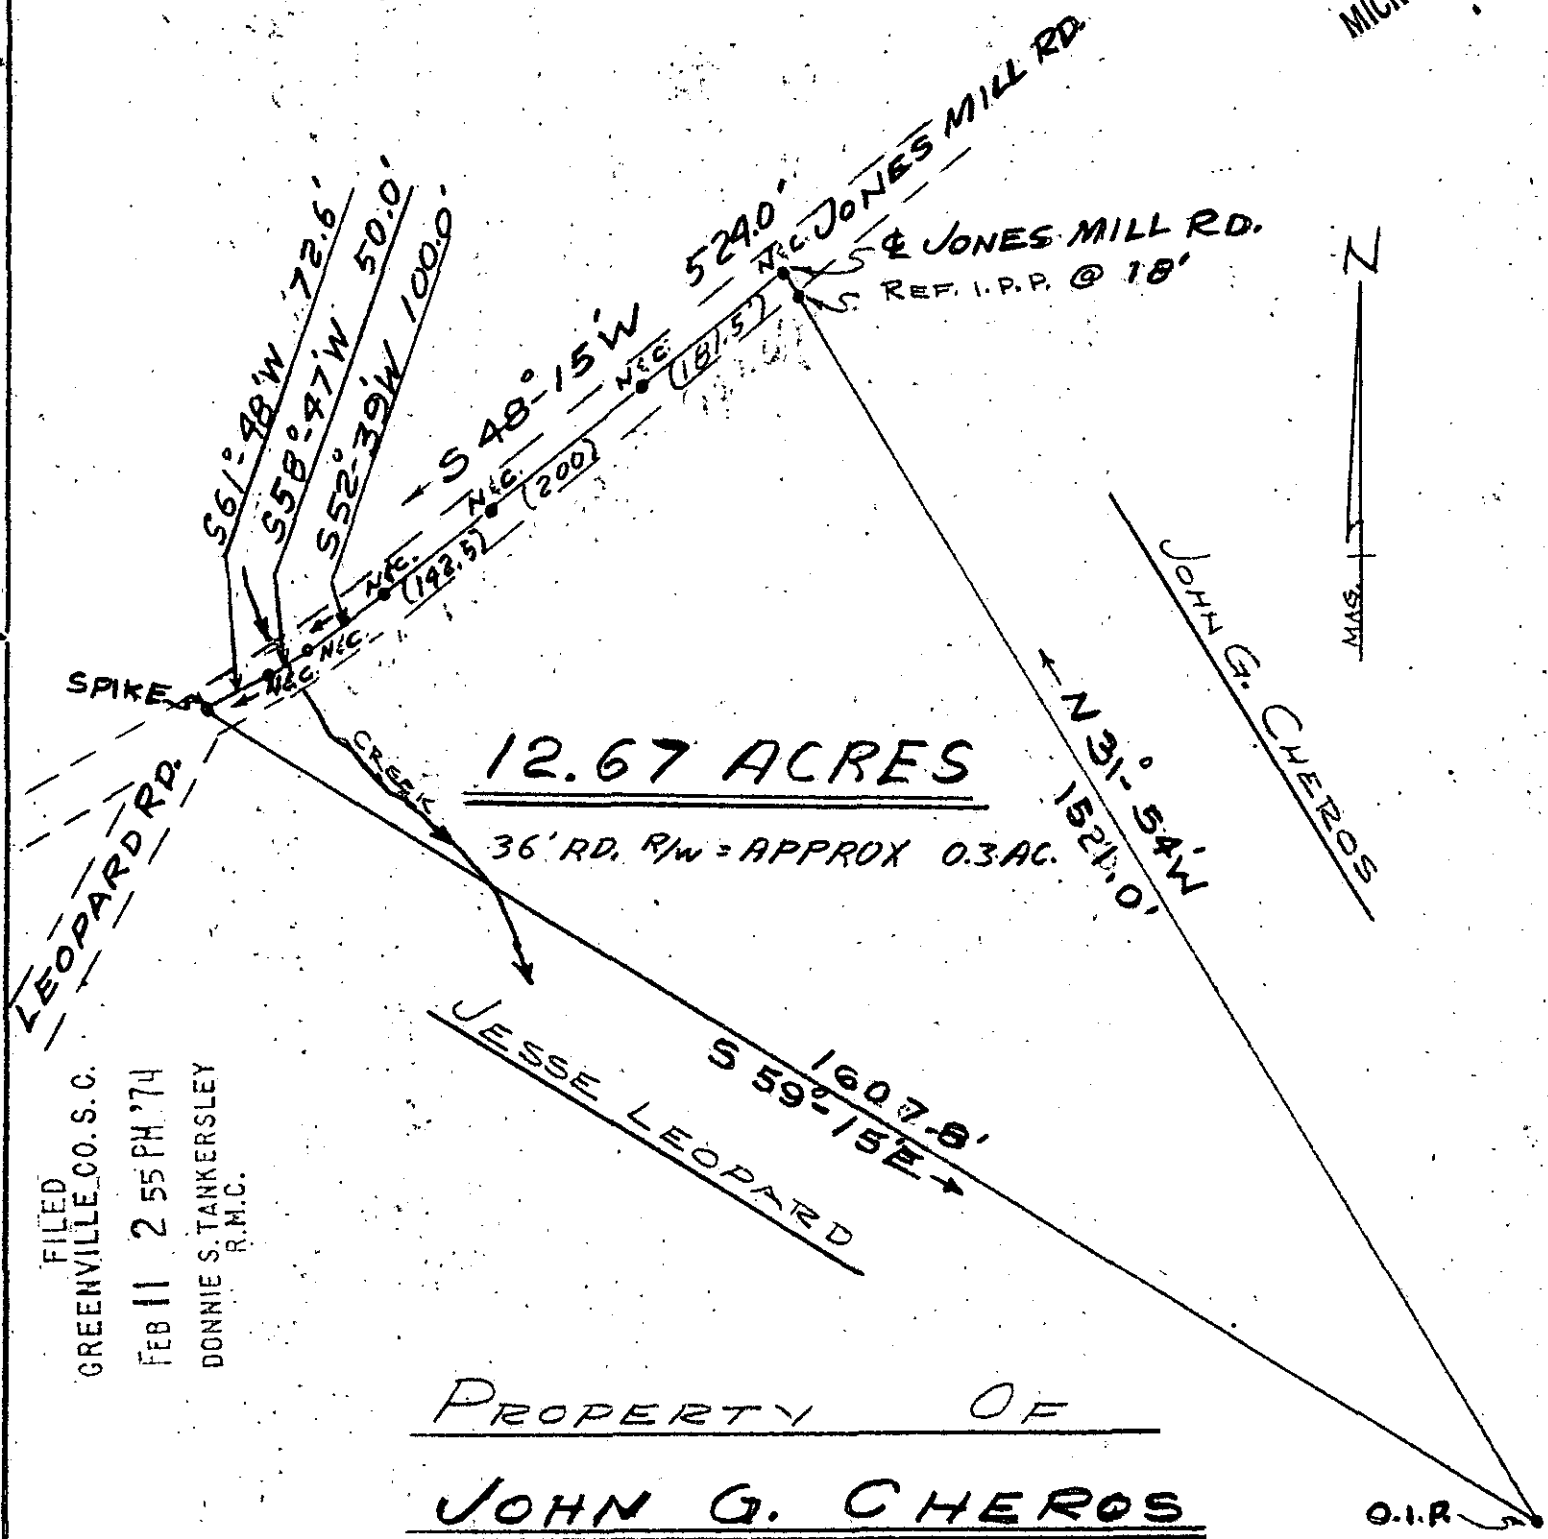 JONES MILL RD.
524.0'
S 48°-15'W
S61°-48'W 72.6'
S58°-47'W 50.0'
S52°-39'W 100.0'
N&C.
℄ JONES MILL RD.
REF. I.P.P. @ 18'
N&C.
(181.5')
N&C.
(200)
N&C.
(142.5)
N&C.
N&C.
SPIKE
N
MAG.
CREEK
LEOPARD RD.
12.67 ACRES
36' RD. R/W = APPROX 0.3 AC.
N 31°-54'W
1521.0'
JOHN G. CHEROS
JESSE LEOPARD
1607.8'
S 59°-15'E
FILED
GREENVILLE CO. S. C.
FEB 11 2 55 PM '74
DONNIE S. TANKERSLEY
R.M.C.
PROPERTY OF
JOHN G. CHEROS
O.I.P.